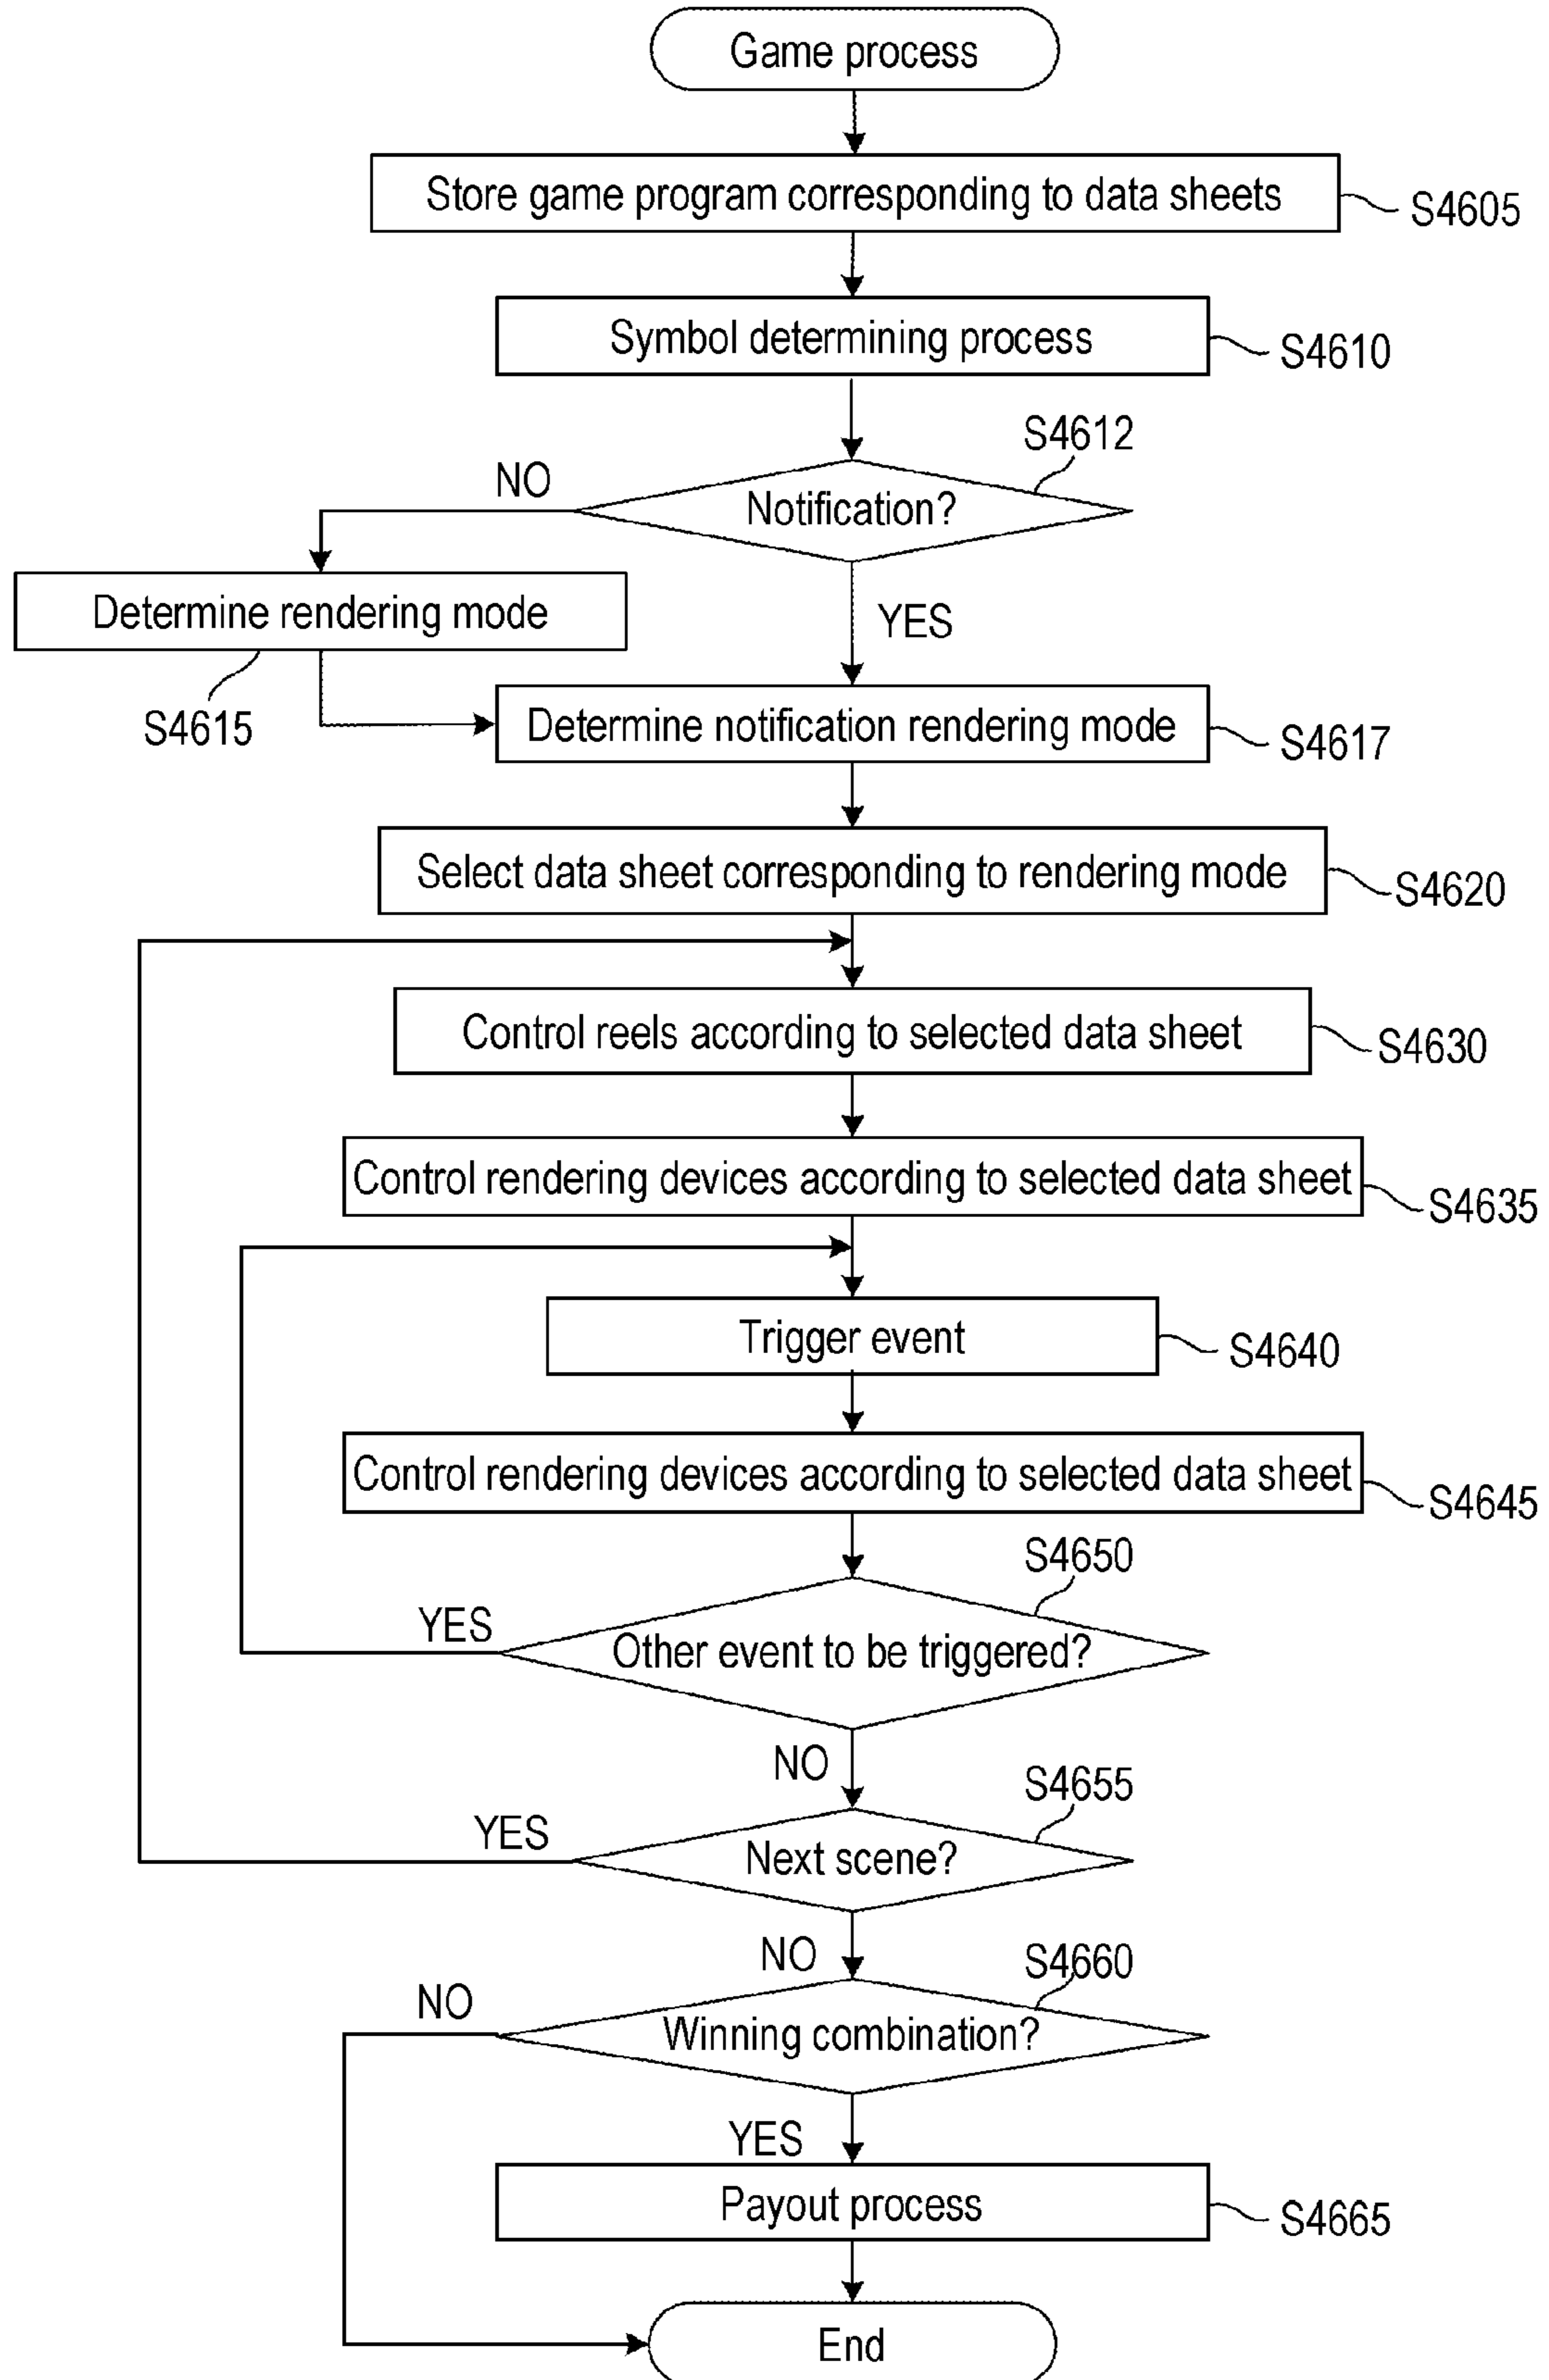 Game process
Store game program corresponding to data sheets
S4605
Symbol determining process
S4610
S4612
NO
Notification?
Determine rendering mode
YES
S4615
Determine notification rendering mode
S4617
Select data sheet corresponding to rendering mode
S4620
Control reels according to selected data sheet
S4630
Control rendering devices according to selected data sheet
S4635
Trigger event
S4640
Control rendering devices according to selected data sheet
S4645
S4650
YES
Other event to be triggered?
NO
S4655
YES
Next scene?
NO
S4660
NO
Winning combination?
YES
Payout process
S4665
End